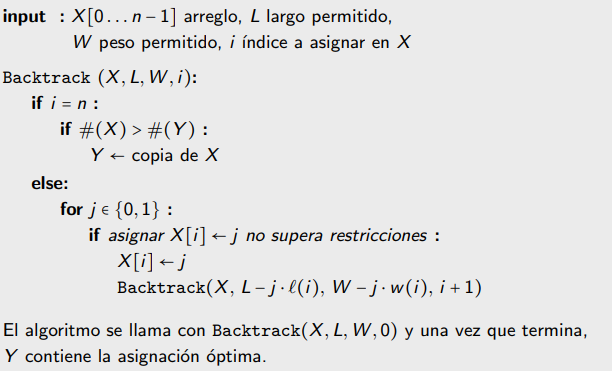 input : X[0 … n − 1] arreglo, L largo permitido,
W peso permitido, i índice a asignar en X
Backtrack (X, L, W, i):
if i = n :
if #(X) > #(Y) :
Y ← copia de X
else:
for j ∈ {0, 1} :
if asignar X[i] ← j no supera restricciones :
X[i] ← j
Backtrack(X, L − j · ℓ(i), W − j · w(i), i + 1)
El algoritmo se llama con Backtrack(X, L, W, 0) y una vez que termina,
Y contiene la asignación óptima.